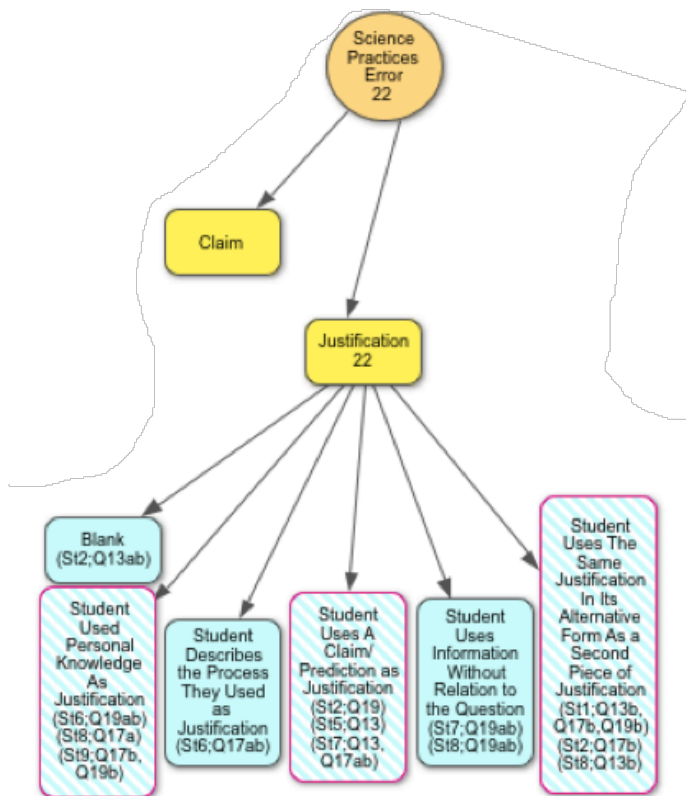 Science
Practices
Error
22
Claim
Justification
22
Blank
(St2;Q13ab)
Student
Used
Personal
Knowledge
As
Justification
(St6;Q19ab)
(St8;Q17a)
(St9;Q17b,
Q19b)
Student
Describes
the Process
They Used
as
Justification
(St6;Q17ab)
Student
Uses A
Claim/
Prediction as
Justification
(St2;Q19)
(St5;Q13)
(St7;Q13,
Q17ab)
Student
Uses
Information
Without
Relation to
the Question
(St7;Q19ab)
(St8;Q19ab)
Student
Uses The
Same
Justification
In Its
Alternative
Form As a
Second
Piece of
Justification
(St1;Q13b,
Q17b,Q19b)
(St2;Q17b)
(St8;Q13b)